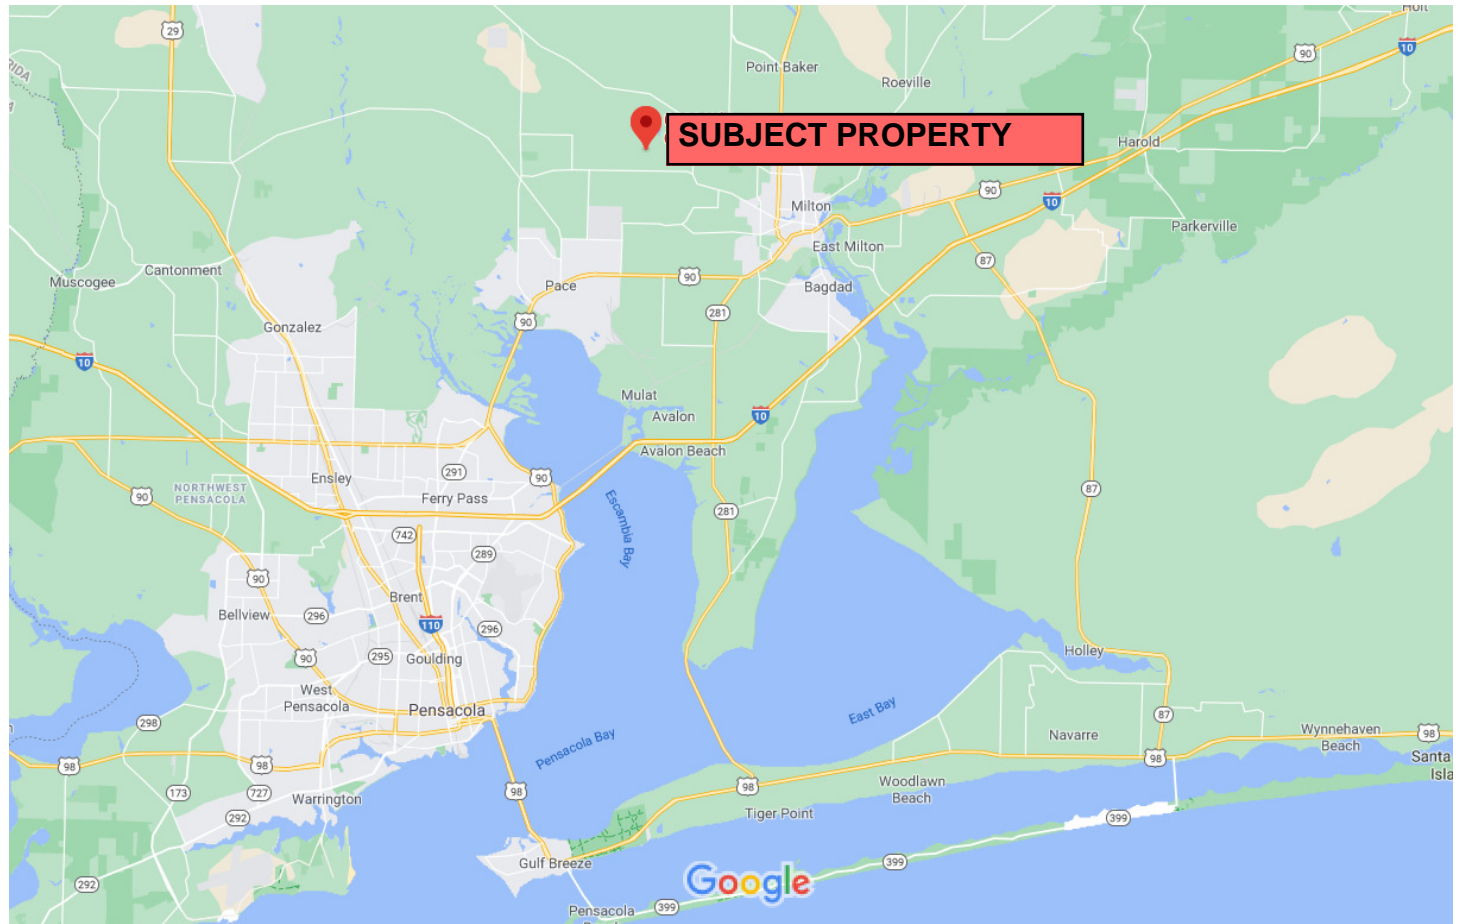 Holt
29
90
10
Point Baker
Roeville
SUBJECT PROPERTY
Harold
90
10
Milton
Parkerville
East Milton
87
Cantonment
Muscogee
Pace
90
Bagdad
281
Gonzalez
90
10
Mulat
Avalon
10
Avalon Beach
291
Ensley
90
NORTHWEST
PENSACOLA
90
Ferry Pass
87
Escambia Bay
281
742
289
90
Brent
Bellview
296
110
296
295
Goulding
90
Holley
West
Pensacola
Pensacola
East Bay
298
87
Navarre
Wynnehaven
Beach
98
Pensacola Bay
98
98
98
Santa
Isla
173
727
Warrington
98
98
Woodlawn
Beach
292
Tiger Point
399
Gulf Breeze
399
Google
292
Pensacola
399